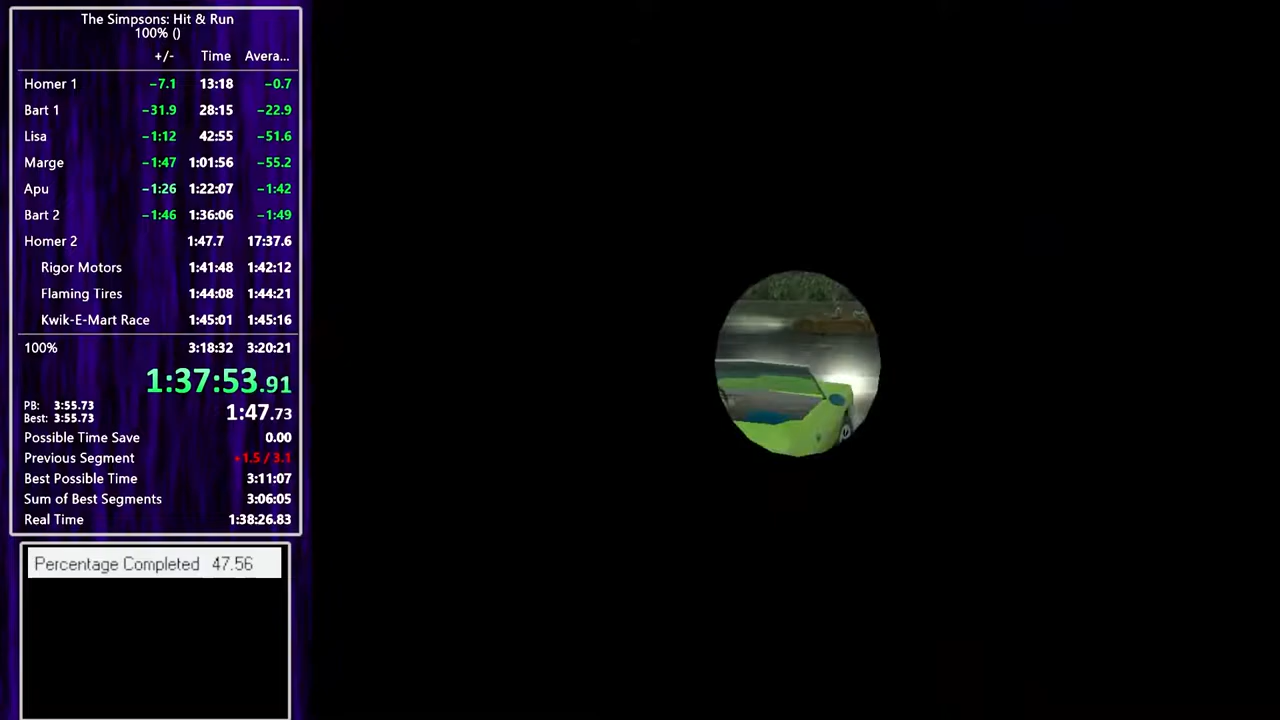 The Simpsons: Hit & Run
100% ()
+/- Time Avera...
Homer 1 −7.1 13:18 −0.7
Bart 1 −31.9 28:15 −22.9
Lisa −1:12 42:55 −51.6
Marge −1:47 1:01:56 −55.2
Apu −1:26 1:22:07 −1:42
Bart 2 −1:46 1:36:06 −1:49
Homer 2 1:47.7 17:37.6
Rigor Motors 1:41:48 1:42:12
Flaming Tires 1:44:08 1:44:21
Kwik-E-Mart Race 1:45:01 1:45:16
100% 3:18:32 3:20:21
1:37:53.91
PB: 3:55.73
Best: 3:55.73
1:47.73
Possible Time Save 0.00
Previous Segment +1.5 / 3.1
Best Possible Time 3:11:07
Sum of Best Segments 3:06:05
Real Time 1:38:26.83
Percentage Completed 47.56